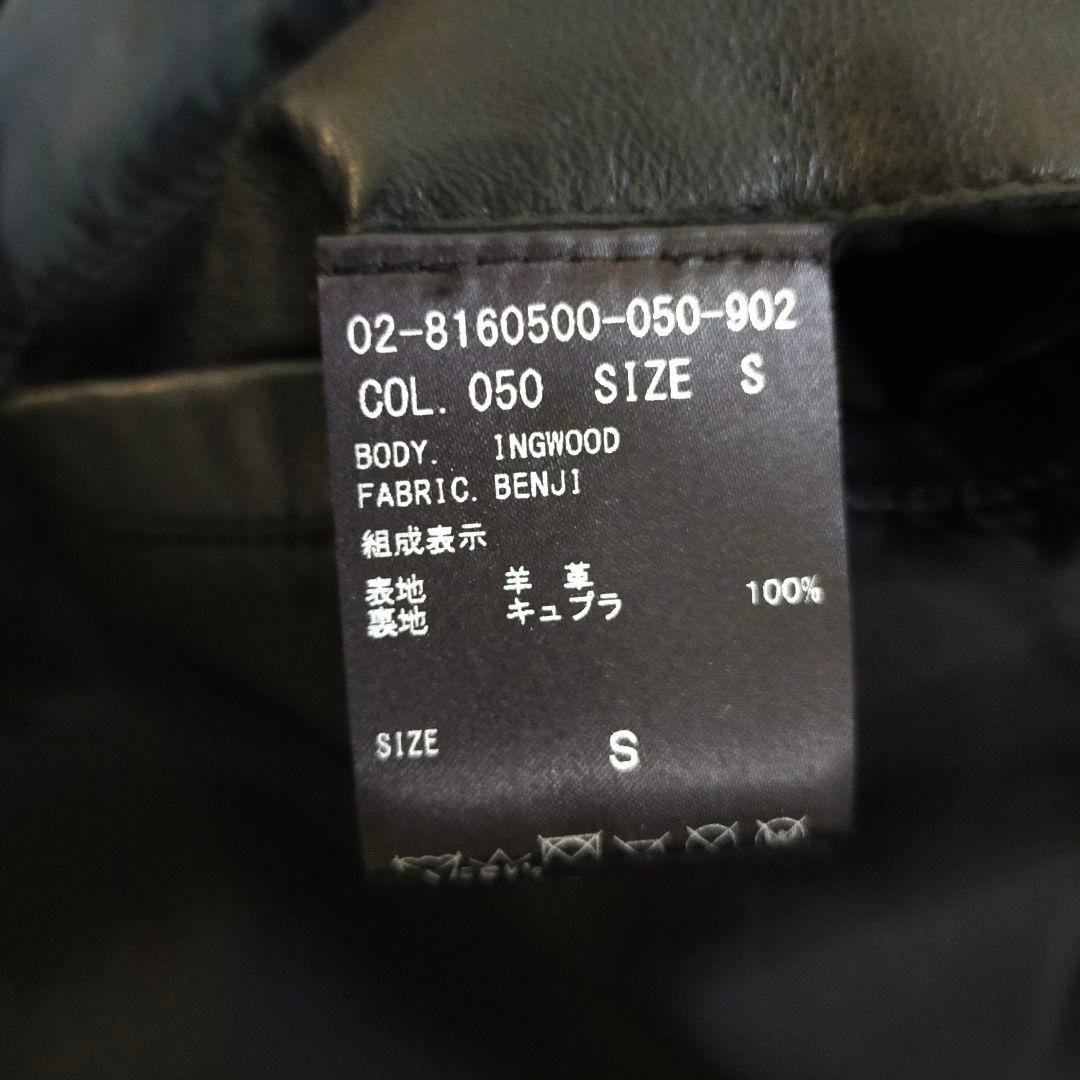 02-8160500-050-902
COL. 050 SIZE S
BODY. INGWOOD
FABRIC. BENJI
組成表示
表地 羊 革
裏地 キュプラ 100%
SIZE S